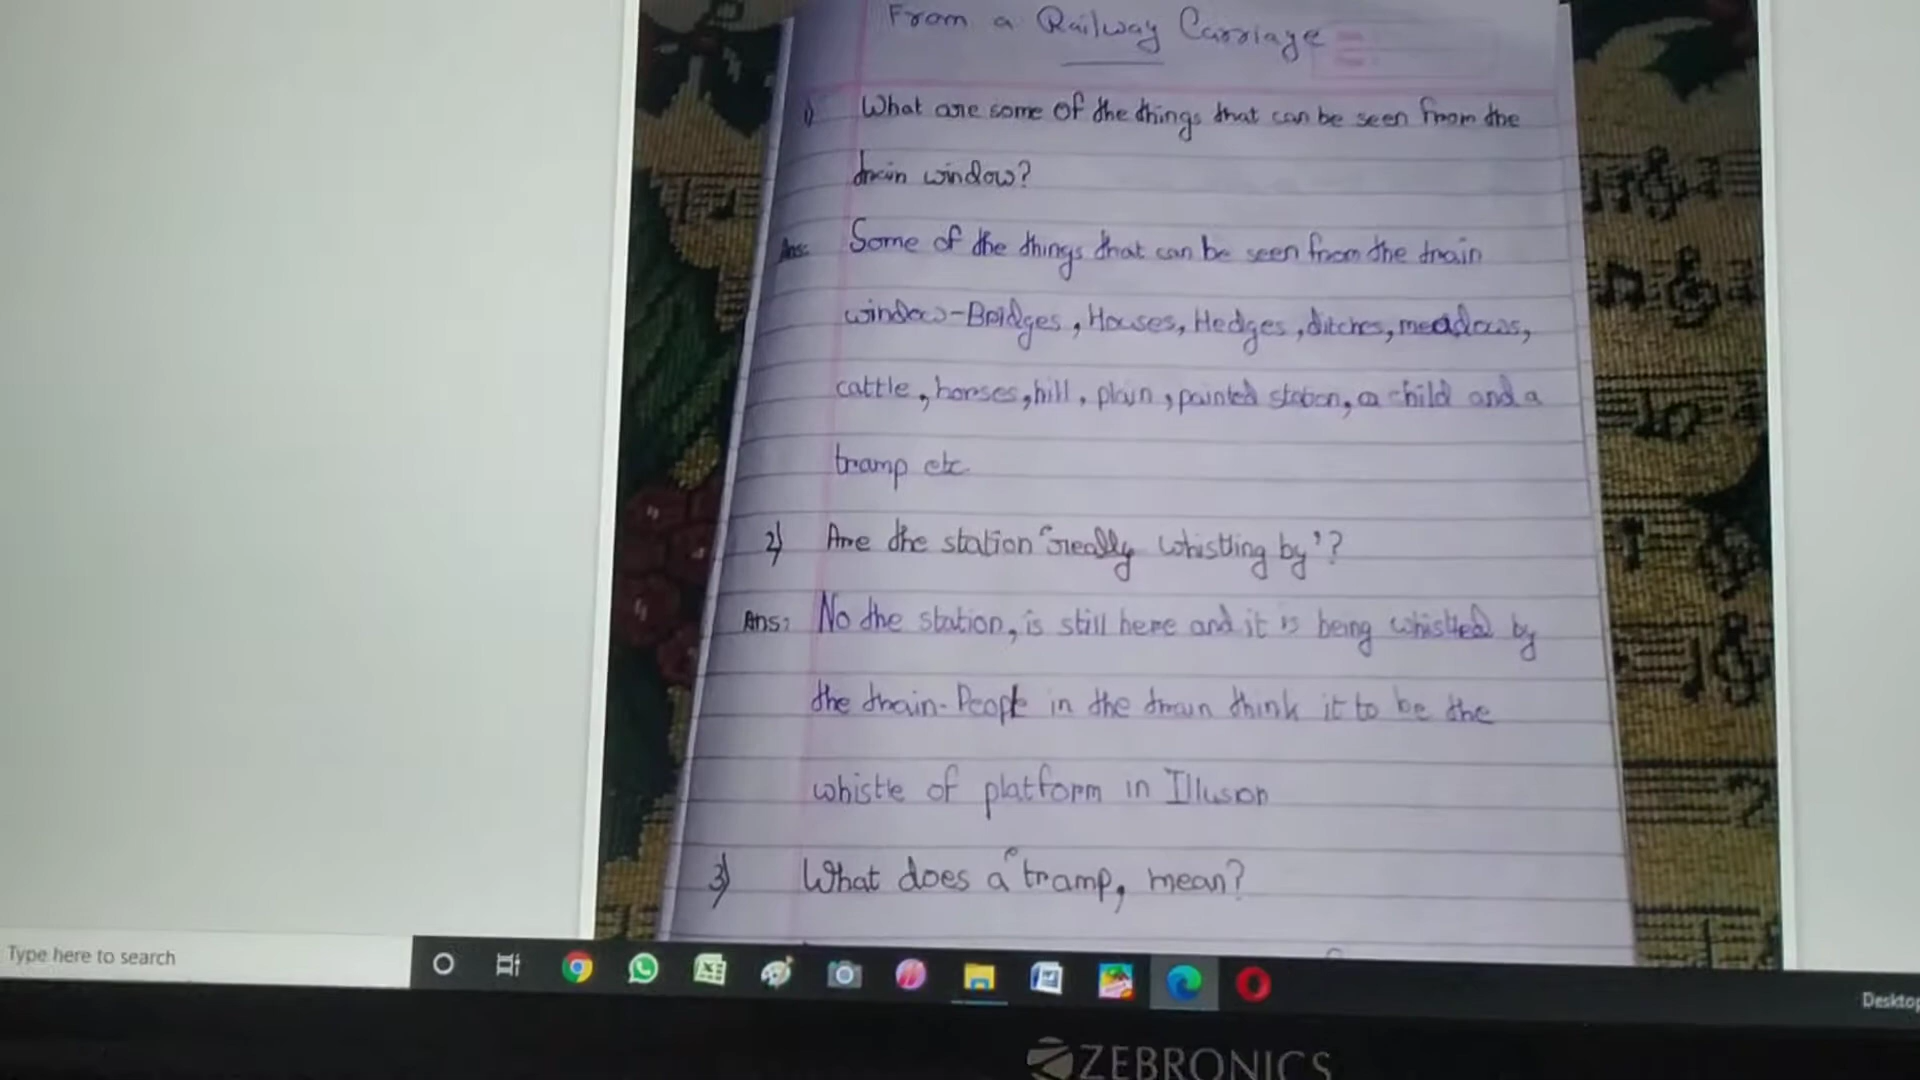 From a Railway Carriage
1) What are some of the things that can be seen from the
train window?
Ans: Some of the things that can be seen from the train
window-Bridges, Houses, Hedges, ditches, meadows,
cattle, horses, hill, plain, painted station, a child and a
tramp etc.
2) Are the station 'really whistling by'?
Ans: No the station, is still here and it is being whistled by
the train. People in the train think it to be the
whistle of platform in Illusion
3) What does a 'tramp, mean?
Type here to search
Desktop
ZEBRONICS